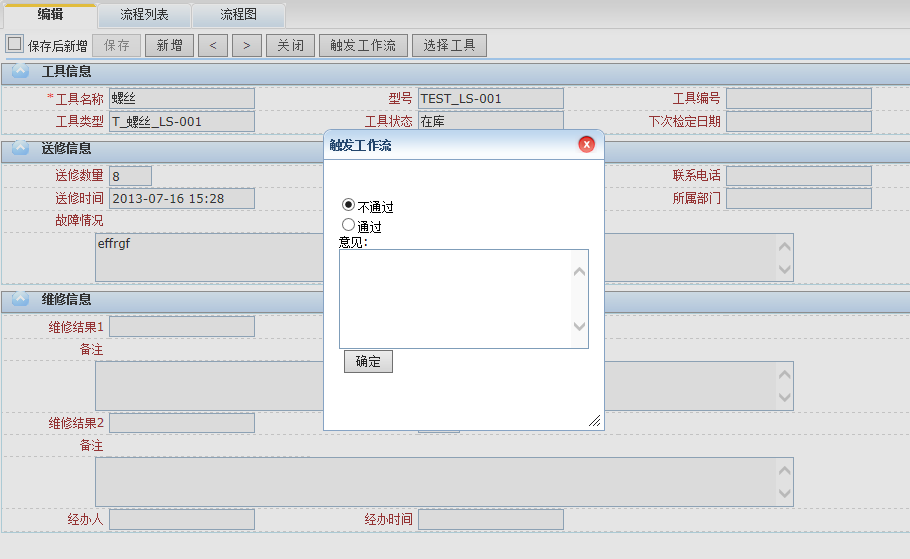 编辑 流程列表 流程图
保存后新增 保存 新增 < > 关闭 触发工作流 选择工具
工具信息
*工具名称 螺丝 型号 TEST_LS-001 工具编号
工具类型 T_螺丝_LS-001 工具状态 在库 下次检定日期
送修信息
送修数量 8 联系电话
送修时间 2013-07-16 15:28 所属部门
故障情况
effrgf
维修信息
维修结果1
备注
维修结果2
备注
经办人 经办时间
触发工作流 x
不通过
通过
意见:
确定